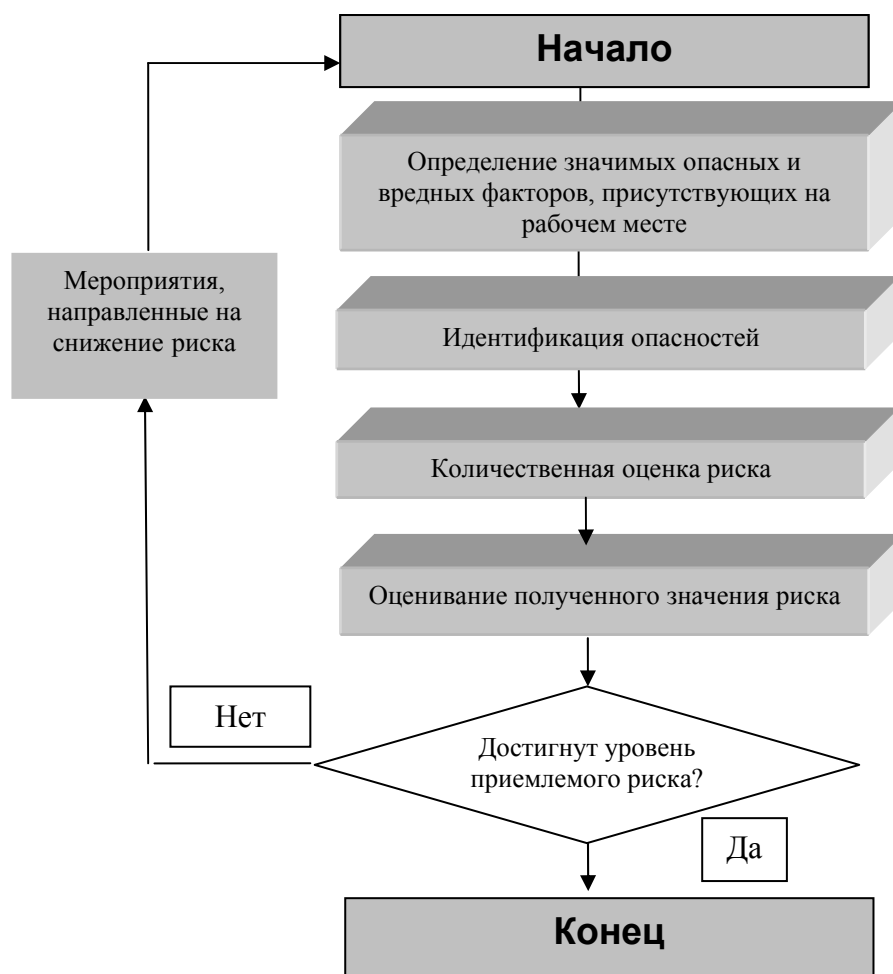 Начало
Определение значимых опасных и
вредных факторов, присутствующих на
рабочем месте
Мероприятия,
направленные на
снижение риска
Идентификация опасностей
Количественная оценка риска
Оценивание полученного значения риска
Нет
Достигнут уровень
приемлемого риска?
Да
Конец